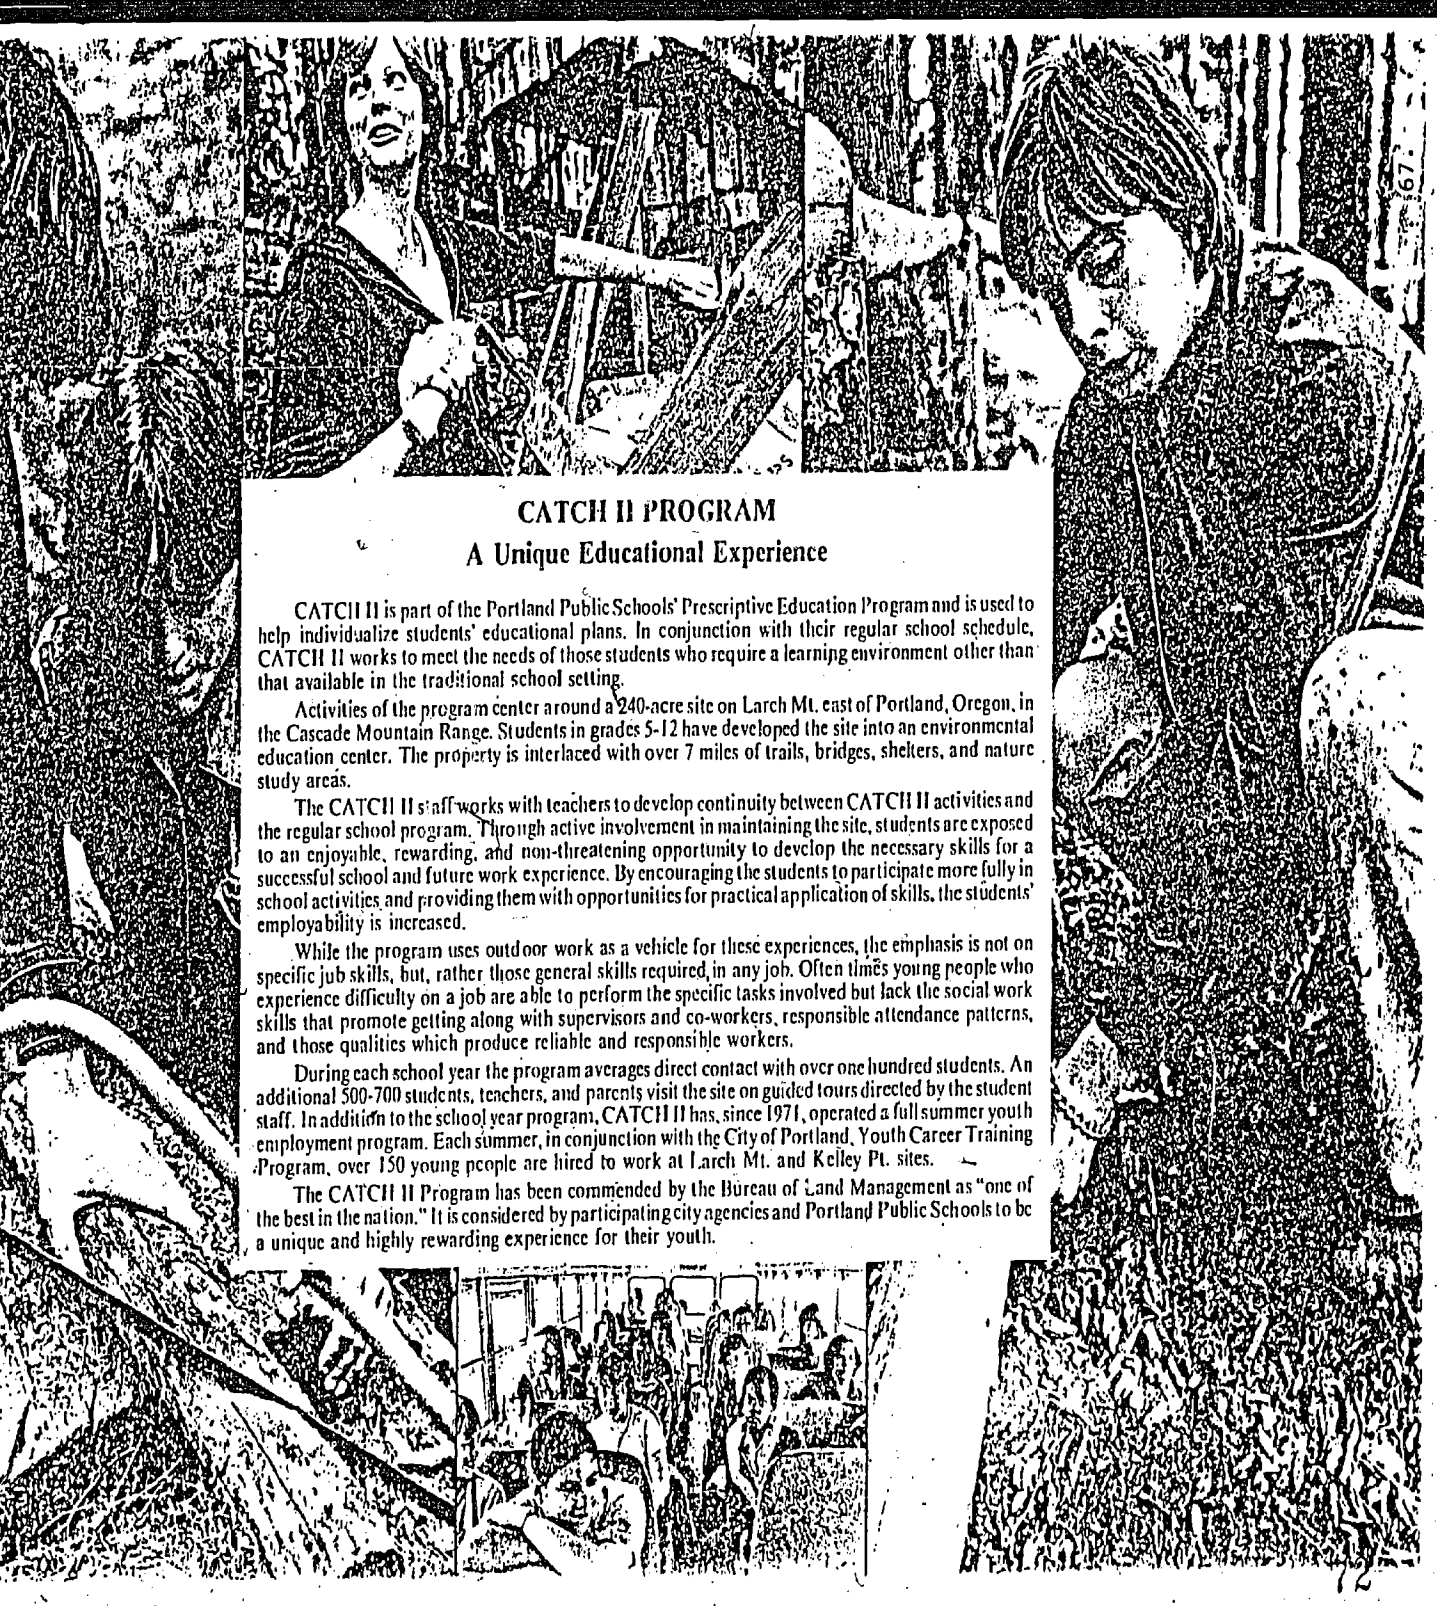 CATCH II PROGRAM
A Unique Educational Experience
CATCH II is part of the Portland Public Schools' Prescriptive Education Program and is used to
help individualize students' educational plans. In conjunction with their regular school schedule,
CATCH II works to meet the needs of those students who require a learning environment other than
that available in the traditional school setting.
Activities of the program center around a 240-acre site on Larch Mt. east of Portland, Oregon, in
the Cascade Mountain Range. Students in grades 5-12 have developed the site into an environmental
education center. The property is interlaced with over 7 miles of trails, bridges, shelters, and nature
study areas.
The CATCH II staff works with teachers to develop continuity between CATCH II activities and
the regular school program. Through active involvement in maintaining the site, students are exposed
to an enjoyable, rewarding, and non-threatening opportunity to develop the necessary skills for a
successful school and future work experience. By encouraging the students to participate more fully in
school activities and providing them with opportunities for practical application of skills, the students'
employability is increased.
While the program uses outdoor work as a vehicle for these experiences, the emphasis is not on
specific job skills, but, rather those general skills required in any job. Often times young people who
experience difficulty on a job are able to perform the specific tasks involved but lack the social work
skills that promote getting along with supervisors and co-workers, responsible attendance patterns,
and those qualities which produce reliable and responsible workers.
During each school year the program averages direct contact with over one hundred students. An
additional 500-700 students, teachers, and parents visit the site on guided tours directed by the student
staff. In addition to the school year program, CATCH II has, since 1971, operated a full summer youth
employment program. Each summer, in conjunction with the City of Portland, Youth Career Training
Program, over 150 young people are hired to work at Larch Mt. and Kelley Pt. sites.
The CATCH II Program has been commended by the Bureau of Land Management as "one of
the best in the nation." It is considered by participating city agencies and Portland Public Schools to be
a unique and highly rewarding experience for their youth.
72